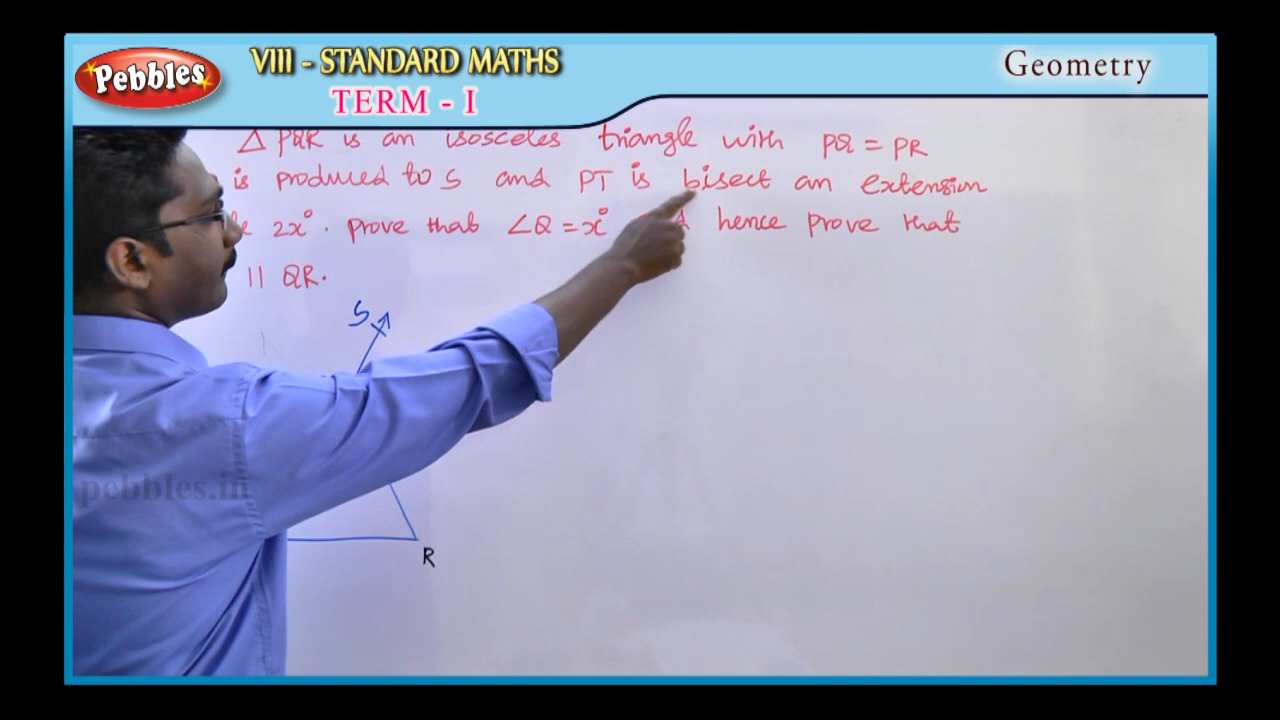 Pebbles
VIII - STANDARD MATHS
TERM - I
Geometry
△ PQR is an isosceles triangle with PQ = PR
is produced to S and PT is bisect an extension
2x°. prove that ∠Q = x° hence prove that
|| QR.
S
R
pebbles.in